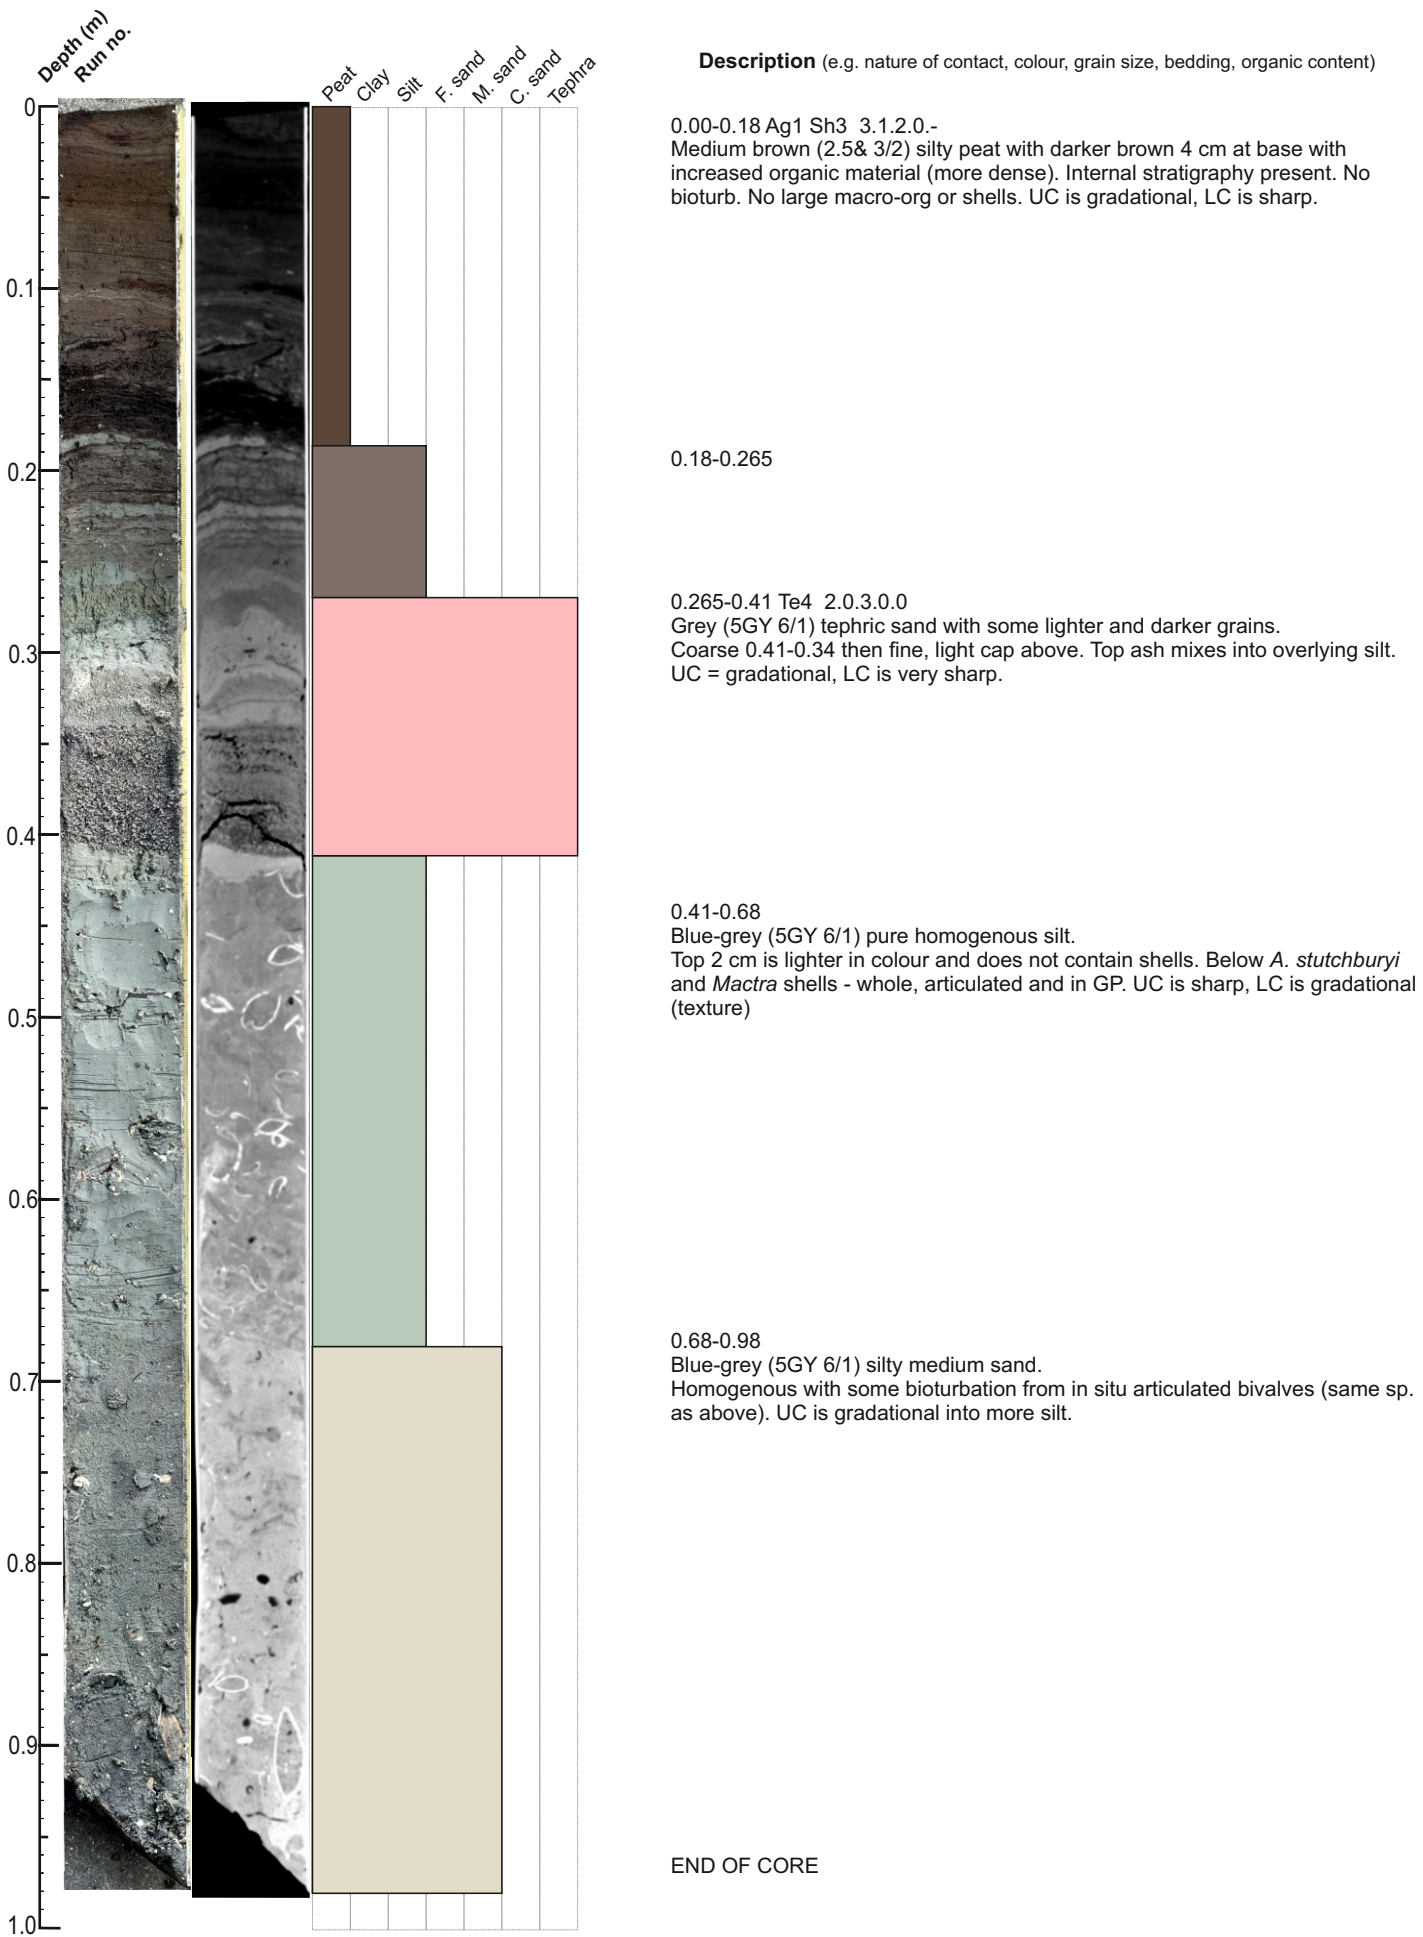 Depth (m)
Run no.
Peat
Clay
Silt
F. sand
M. sand
C. sand
Tephra
Description (e.g. nature of contact, colour, grain size, bedding, organic content)
0
0.00-0.18 Ag1 Sh3 3.1.2.0.-
Medium brown (2.5& 3/2) silty peat with darker brown 4 cm at base with
increased organic material (more dense). Internal stratigraphy present. No
bioturb. No large macro-org or shells. UC is gradational, LC is sharp.
0.1
0.18-0.265
0.2
0.265-0.41 Te4 2.0.3.0.0
Grey (5GY 6/1) tephric sand with some lighter and darker grains.
Coarse 0.41-0.34 then fine, light cap above. Top ash mixes into overlying silt.
UC = gradational, LC is very sharp.
0.3
0.4
0.41-0.68
Blue-grey (5GY 6/1) pure homogenous silt.
Top 2 cm is lighter in colour and does not contain shells. Below A. stutchburyi
and Mactra shells - whole, articulated and in GP. UC is sharp, LC is gradational
(texture)
0.5
0.6
0.68-0.98
Blue-grey (5GY 6/1) silty medium sand.
Homogenous with some bioturbation from in situ articulated bivalves (same sp.
as above). UC is gradational into more silt.
0.7
0.8
0.9
END OF CORE
1.0